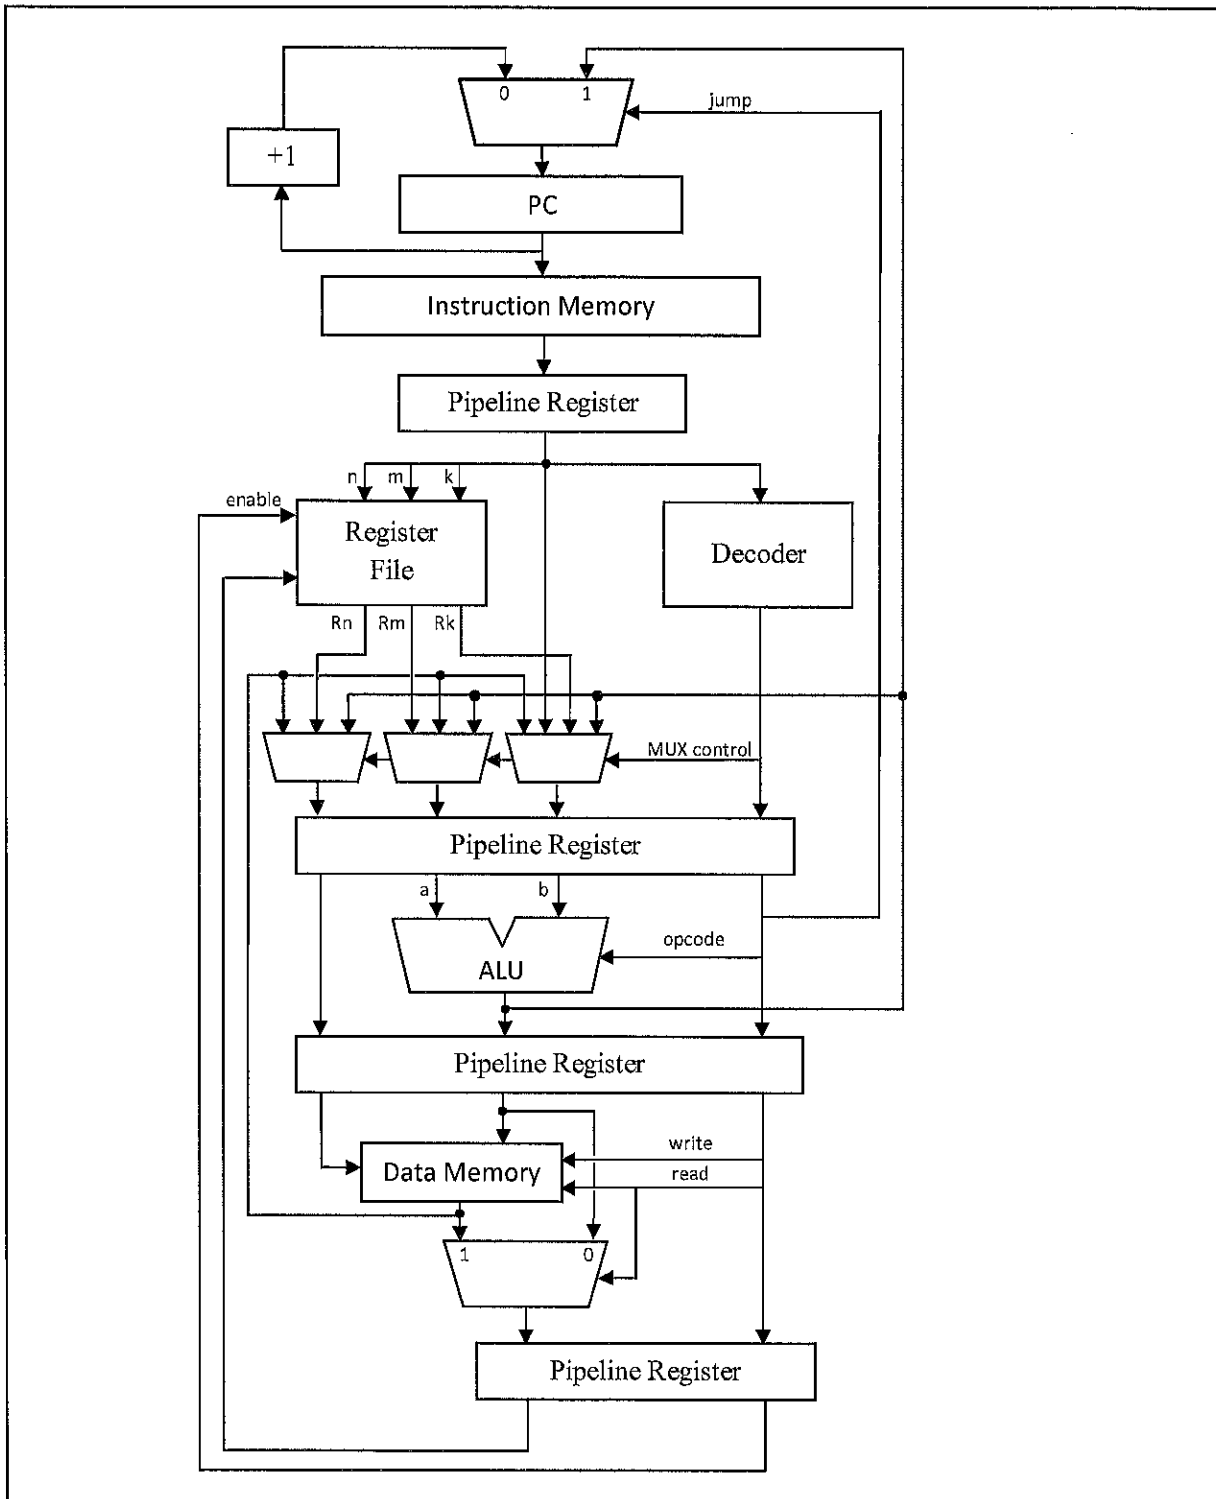 0 1
jump
+1
PC
Instruction Memory
Pipeline Register
n m k
enable
Register
File
Decoder
Rn Rm Rk
MUX control
Pipeline Register
a b
opcode
ALU
Pipeline Register
write
Data Memory
read
1 0
Pipeline Register